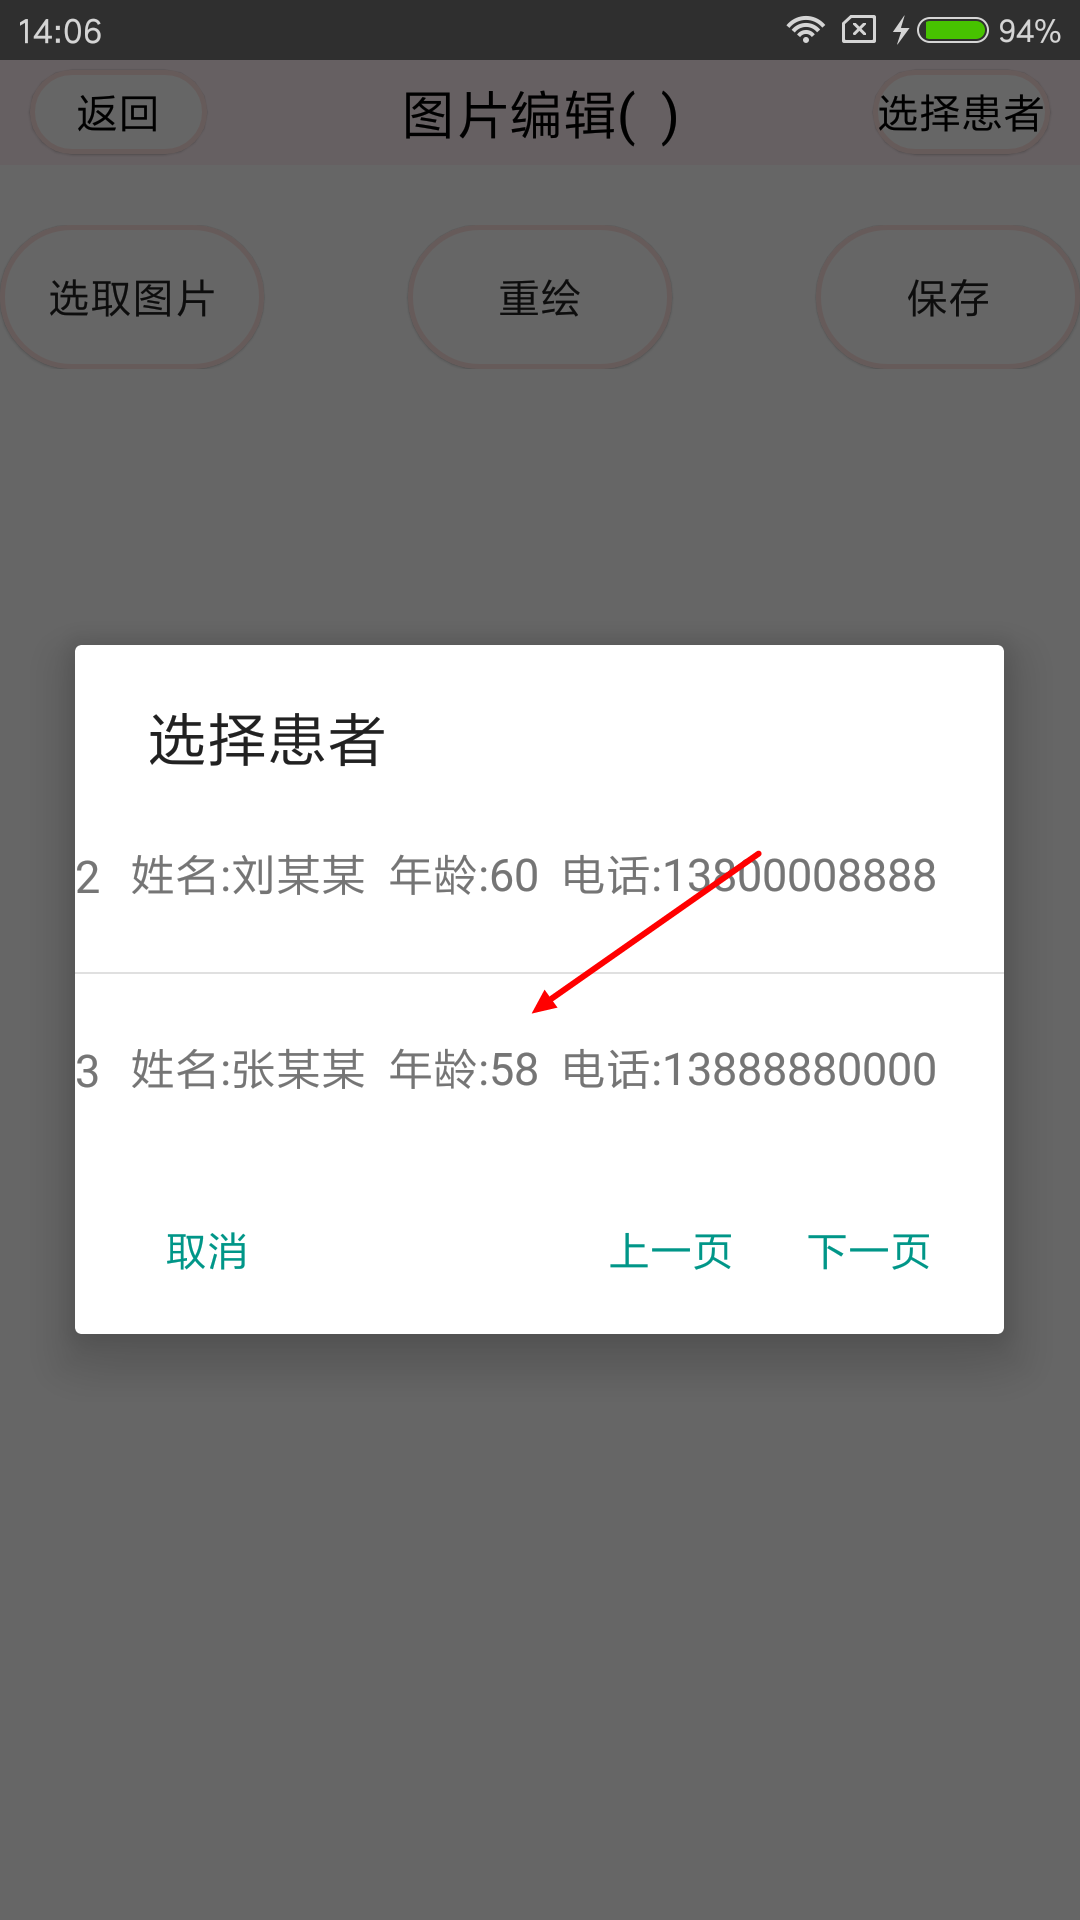 14:06 94%
返回 图片编辑( ) 选择患者
选取图片 重绘 保存
选择患者
2 姓名:刘某某 年龄:60 电话:13800008888
3 姓名:张某某 年龄:58 电话:13888880000
取消 上一页 下一页